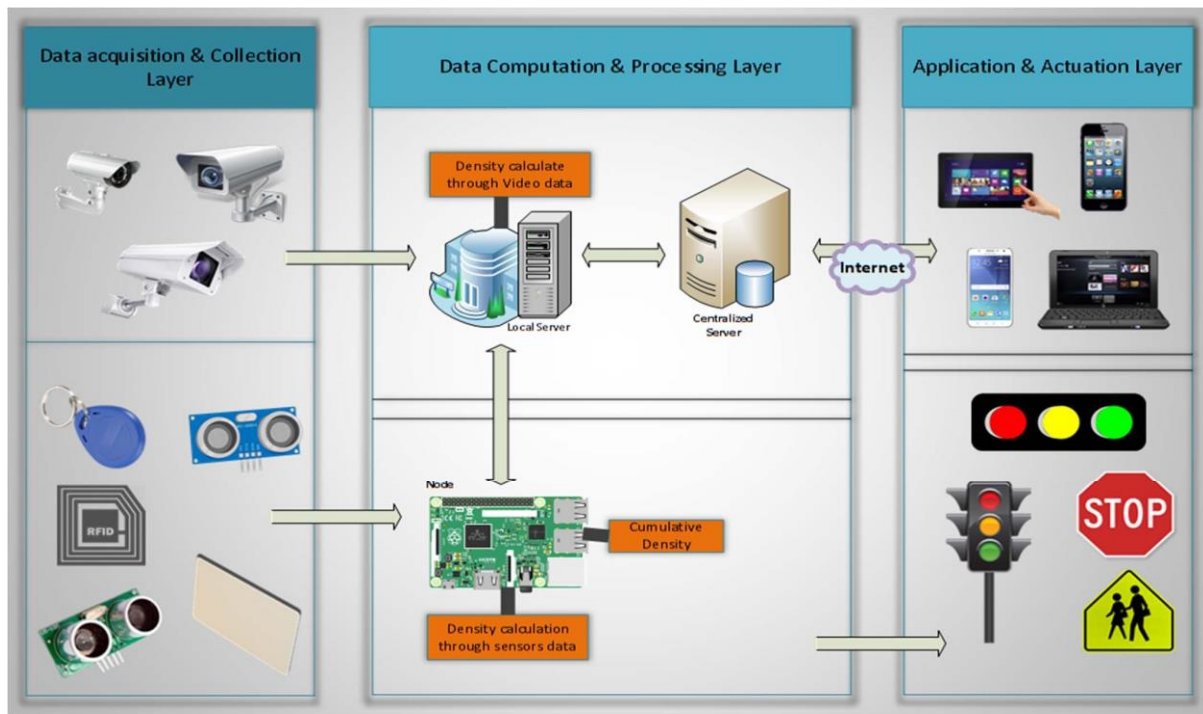 Data acquisition & Collection
Layer
Data Computation & Processing Layer
Application & Actuation Layer
Density calculate
through Video data
Local Server
Centralized
Server
Internet
Node
RFID
Cumulative
Density
Density calculation
through sensors data
STOP